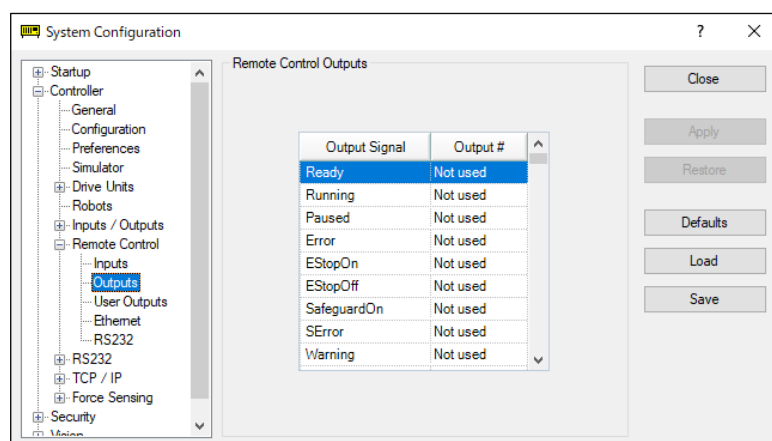 System Configuration
?
Startup
Controller
General
Configuration
Preferences
Simulator
Drive Units
Robots
Inputs / Outputs
Remote Control
Inputs
Outputs
User Outputs
Ethernet
RS232
RS232
TCP / IP
Force Sensing
Security
Vision
Remote Control Outputs
Output Signal Output #
Ready Not used
Running Not used
Paused Not used
Error Not used
EStopOn Not used
EStopOff Not used
SafeguardOn Not used
SError Not used
Warning Not used
Close
Apply
Restore
Defaults
Load
Save